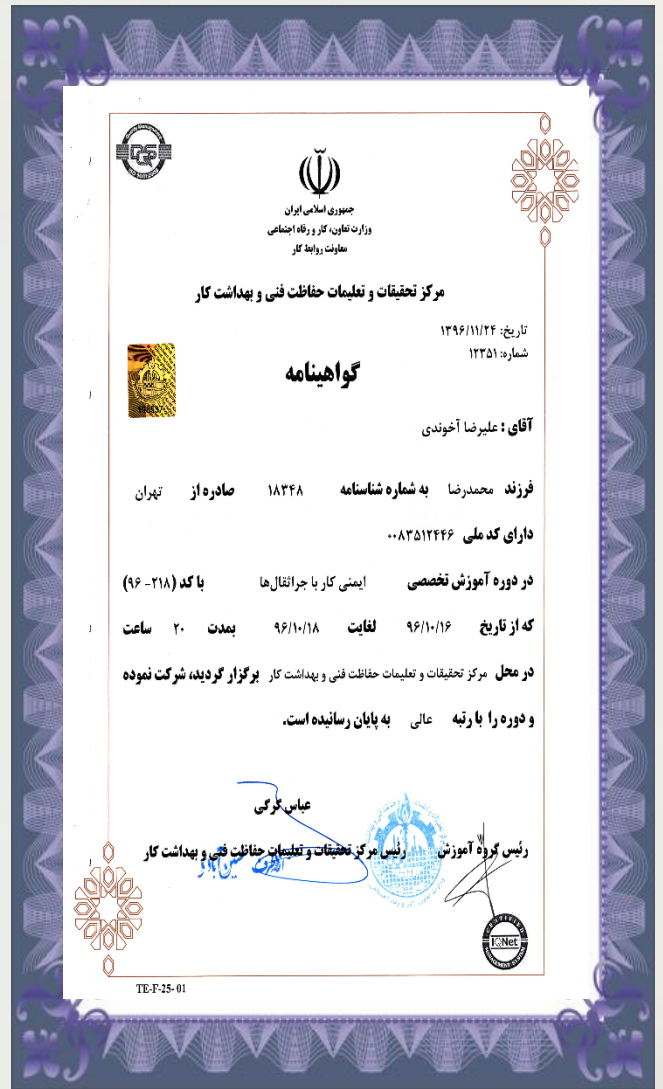 جمهوری اسلامی ایران
وزارت تعاون، کار و رفاه اجتماعی
معاونت روابط کار
مرکز تحقیقات و تعلیمات حفاظت فنی و بهداشت کار
تاریخ: ۱۳۹۶/۱۱/۲۴
شماره: ۱۲۳۵۱
گواهینامه
آقای : علیرضا آخوندی
فرزند محمدرضا به شماره شناسنامه ۱۸۳۴۸ صادره از تهران
دارای کد ملی ۰۰۸۳۵۱۲۴۴۶
در دوره آموزش تخصصی ایمنی کار با جراثقال‌ها با کد (۲۱۸- ۹۶)
که از تاریخ ۹۶/۱۰/۱۶ لغایت ۹۶/۱۰/۱۸ بمدت ۲۰ ساعت
در محل مرکز تحقیقات و تعلیمات حفاظت فنی و بهداشت کار برگزار گردید، شرکت نموده
و دوره را با رتبه عالی به پایان رسانیده است.
عباس گرگی
رئیس گروه آموزش رئیس مرکز تحقیقات و تعلیمات حفاظت فنی و بهداشت کار
IQNet
TE-F-25- 01